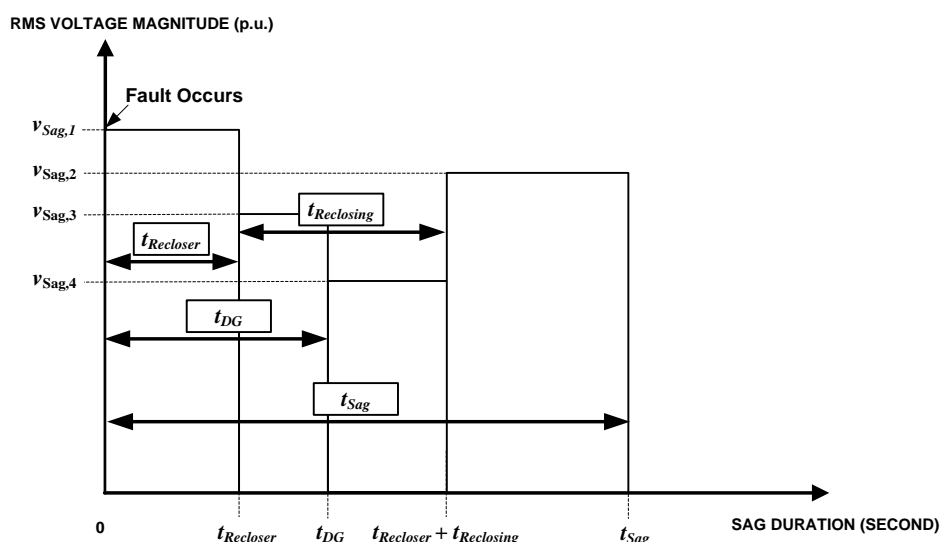 RMS VOLTAGE MAGNITUDE (p.u.)
Fault Occurs
vSag,1
vSag,2
vSag,3
tReclosing
tRecloser
vSag,4
tDG
tSag
0
tRecloser
tDG
tRecloser + tReclosing
tSag
SAG DURATION (SECOND)